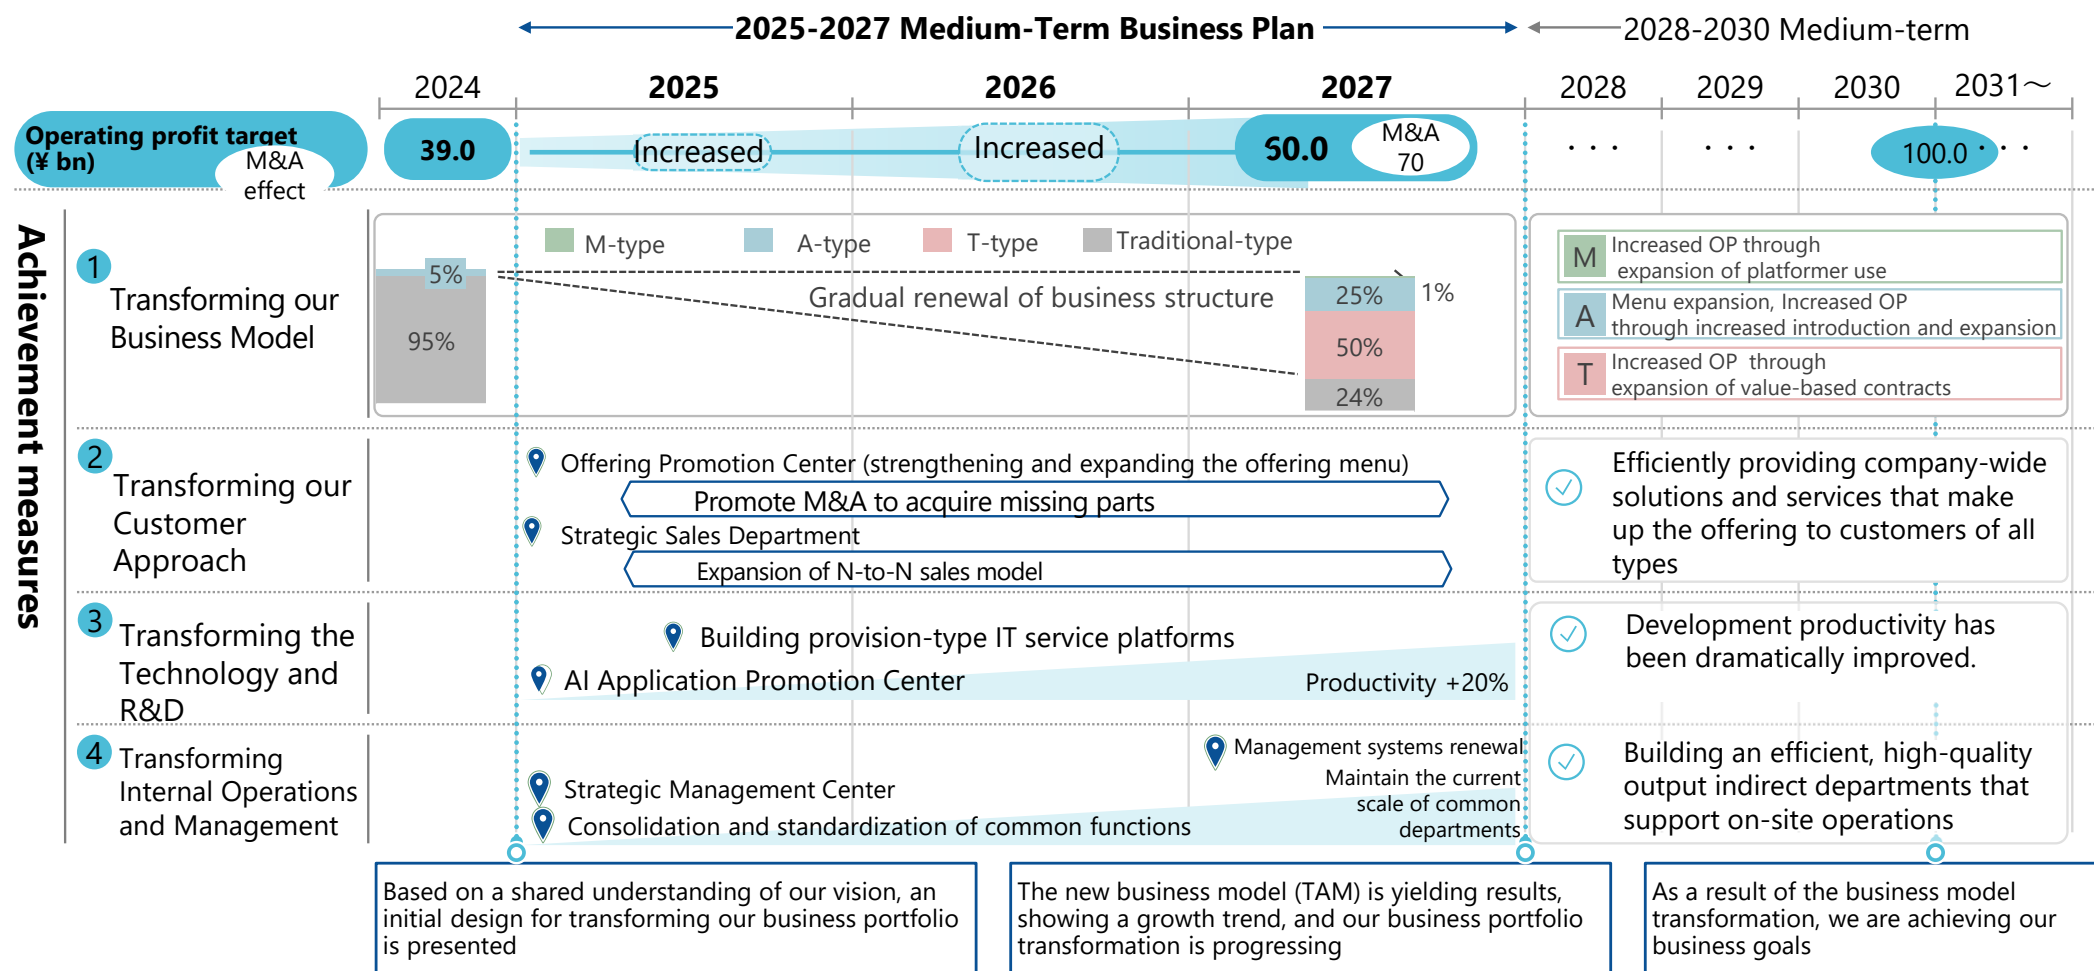 2025-2027 Medium-Term Business Plan
2028-2030 Medium-term
2024
2025
2026
2027
2028
2029
2030
2031～
Operating profit target
(¥ bn)
M&A
effect
39.0
Increased
Increased
M&A
70
・・・
・・・
100.0
・・・
Achievement measures
1
Transforming our
Business Model
M-type
A-type
T-type
Traditional-type
5%
95%
Gradual renewal of business structure
25%
1%
50%
24%
M
Increased OP through
expansion of platformer use
A
Menu expansion, Increased OP
through increased introduction and expansion
T
Increased OP through
expansion of value-based contracts
2
Transforming our
Customer
Approach
Offering Promotion Center (strengthening and expanding the offering menu)
Promote M&A to acquire missing parts
Strategic Sales Department
Expansion of N-to-N sales model
Efficiently providing company-wide
solutions and services that make
up the offering to customers of all
types
3
Transforming the
Technology and
R&D
Building provision-type IT service platforms
AI Application Promotion Center
Productivity +20%
Development productivity has
been dramatically improved.
4
Transforming
Internal Operations
and Management
Management systems renewal
Strategic Management Center
Consolidation and standardization of common functions
Maintain the current
scale of common
departments
Building an efficient, high-quality
output indirect departments that
support on-site operations
Based on a shared understanding of our vision, an
initial design for transforming our business portfolio
is presented
The new business model (TAM) is yielding results,
showing a growth trend, and our business portfolio
transformation is progressing
As a result of the business model
transformation, we are achieving our
business goals